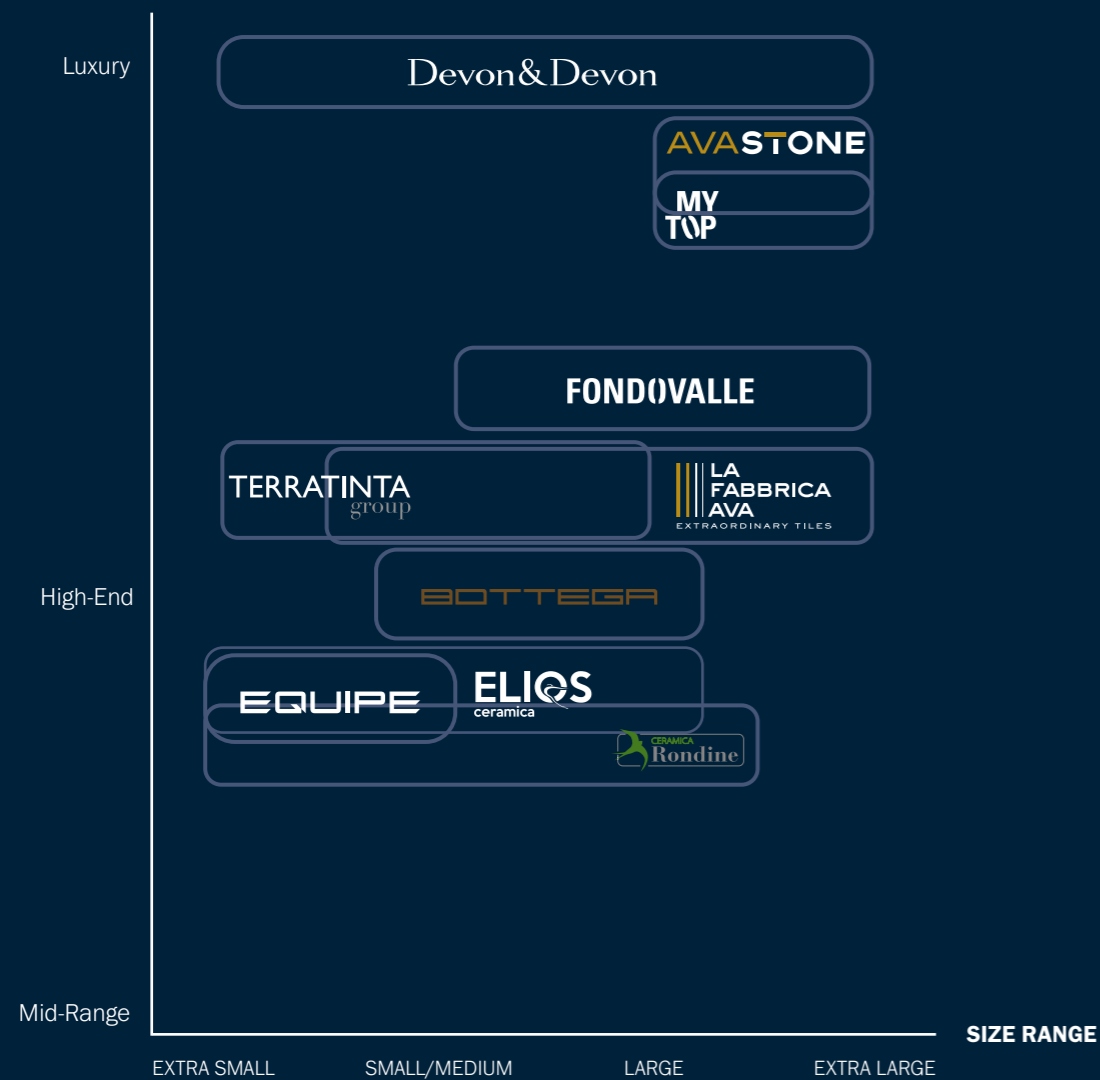 Luxury
Devon&Devon
AVASTONE
MY
TOP
FONDOVALLE
TERRATINTA
group
LA
FABBRICA
AVA
EXTRAORDINARY TILES
High-End
BOTTEGA
EQUIPE
ELIOS
ceramica
CERAMICA
Rondine
Mid-Range
SIZE RANGE
EXTRA SMALL SMALL/MEDIUM LARGE EXTRA LARGE